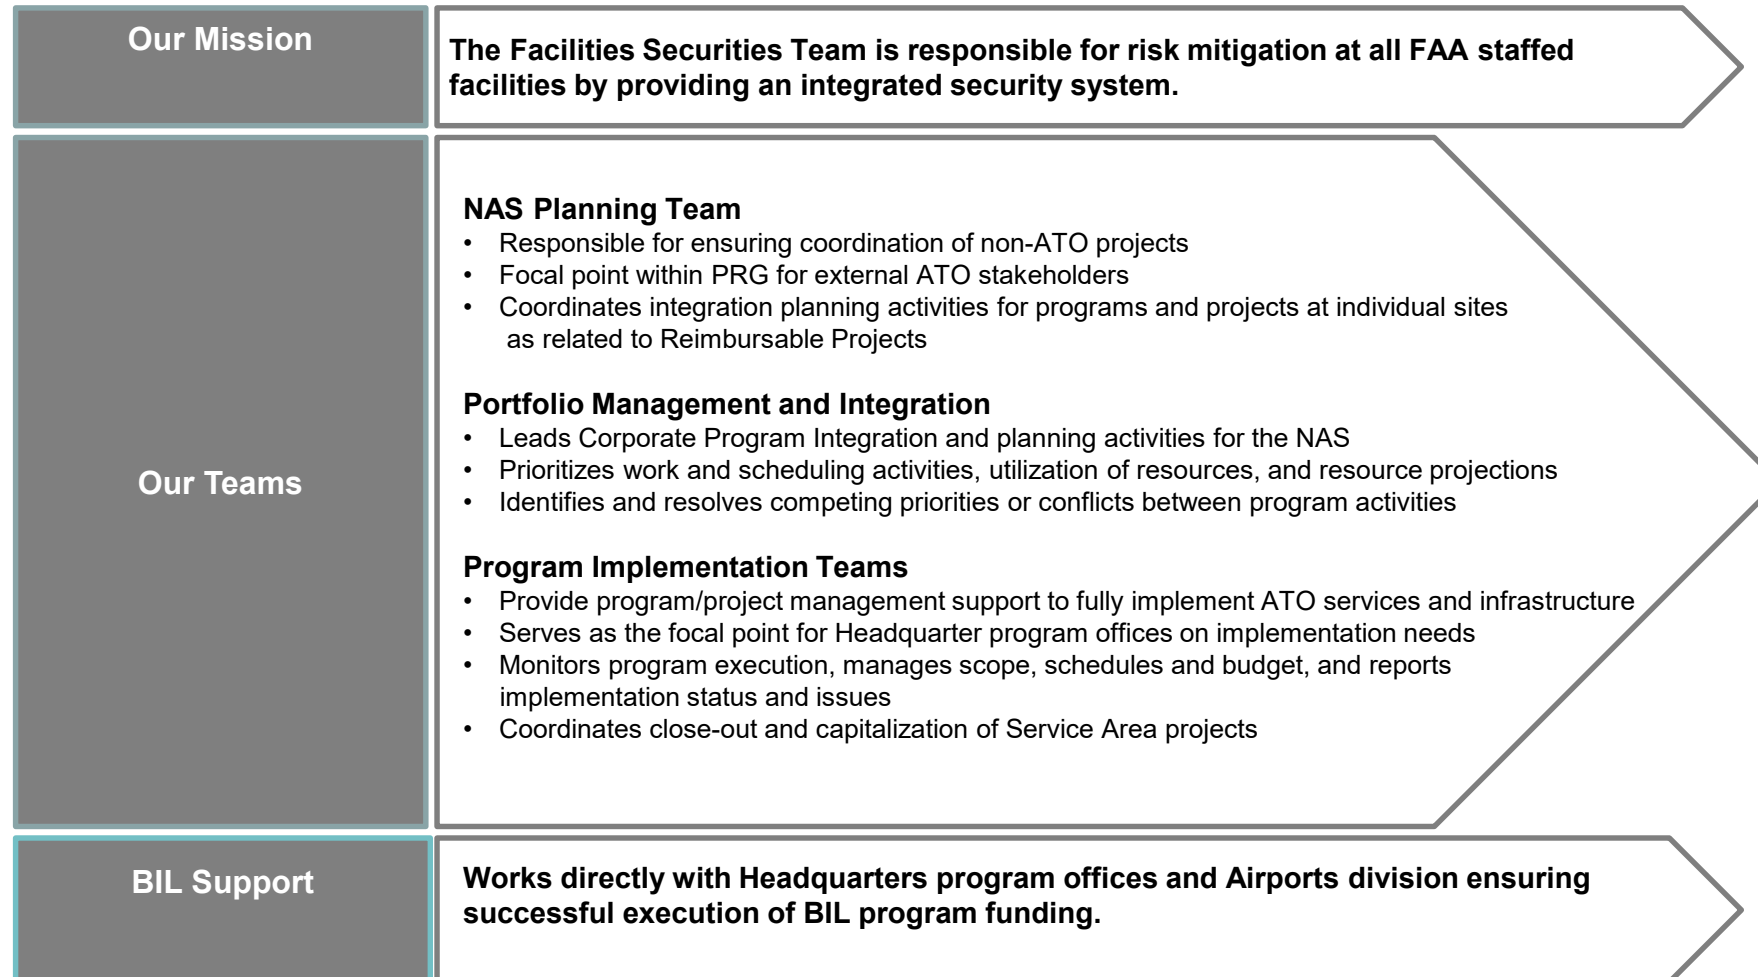 Our Mission
The Facilities Securities Team is responsible for risk mitigation at all FAA staffed
facilities by providing an integrated security system.
Our Teams
NAS Planning Team
• Responsible for ensuring coordination of non-ATO projects
• Focal point within PRG for external ATO stakeholders
• Coordinates integration planning activities for programs and projects at individual sites
as related to Reimbursable Projects
Portfolio Management and Integration
• Leads Corporate Program Integration and planning activities for the NAS
• Prioritizes work and scheduling activities, utilization of resources, and resource projections
• Identifies and resolves competing priorities or conflicts between program activities
Program Implementation Teams
• Provide program/project management support to fully implement ATO services and infrastructure
• Serves as the focal point for Headquarter program offices on implementation needs
• Monitors program execution, manages scope, schedules and budget, and reports
implementation status and issues
• Coordinates close-out and capitalization of Service Area projects
BIL Support
Works directly with Headquarters program offices and Airports division ensuring
successful execution of BIL program funding.